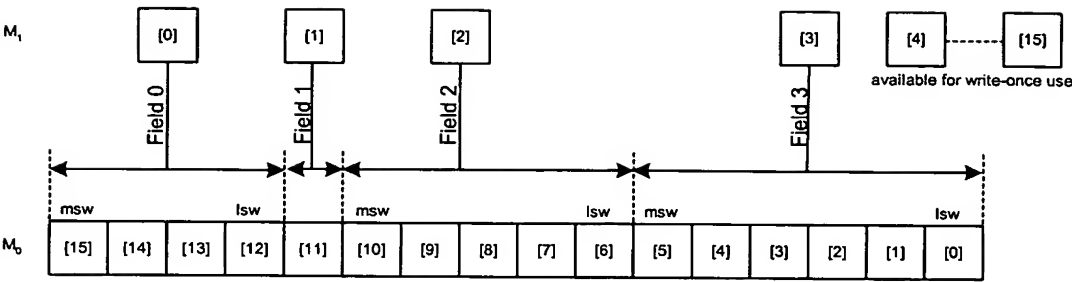 M₁ [0] [1] [2] [3] [4] [15]
available for write-once use
Field 0 Field 1 Field 2 Field 3
msw lsw msw lsw msw lsw
M₀ [15] [14] [13] [12] [11] [10] [9] [8] [7] [6] [5] [4] [3] [2] [1] [0]